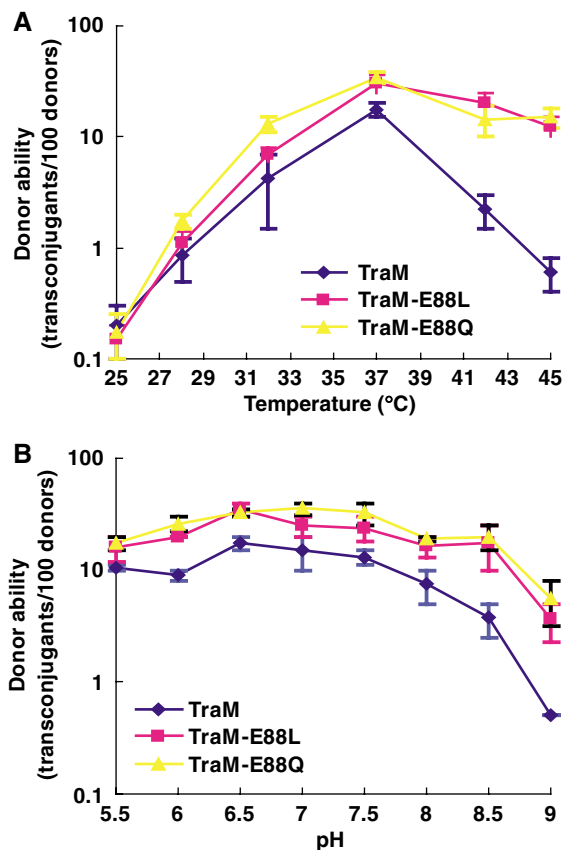 A
Donor ability
(transconjugants/100 donors)
100
10
1
0.1
TraM
TraM-E88L
TraM-E88Q
25 27 29 31 33 35 37 39 41 43 45
Temperature (°C)
B
Donor ability
(transconjugants/100 donors)
100
10
1
0.1
TraM
TraM-E88L
TraM-E88Q
5.5 6 6.5 7 7.5 8 8.5 9
pH